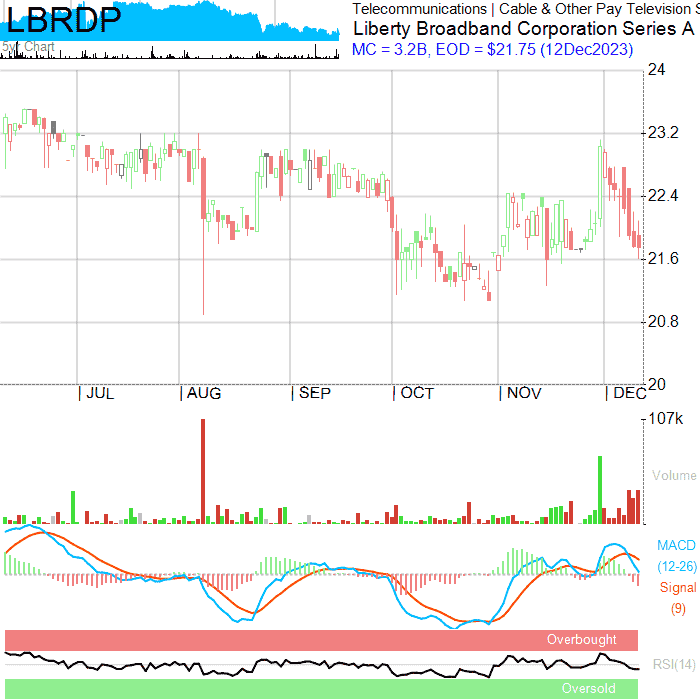 LBRDP
5yr Chart
Telecommunications | Cable & Other Pay Television S
Liberty Broadband Corporation Series A
MC = 3.2B, EOD = $21.75 (12Dec2023)
24
23.2
22.4
21.6
20.8
20
| JUL
| AUG
| SEP
| OCT
| NOV
| DEC
107k
Volume
MACD
(12-26)
Signal
(9)
Overbought
RSI(14)
Oversold